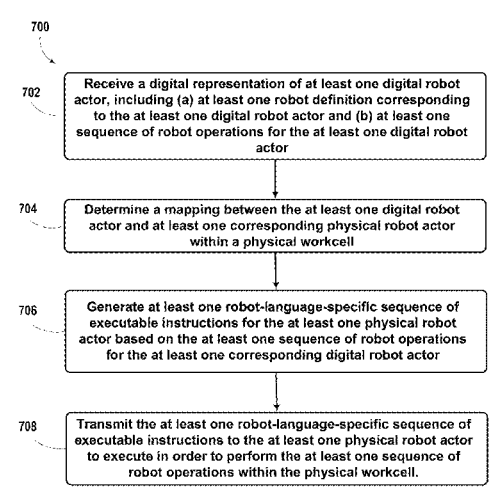 700
702
Receive a digital representation of at least one digital robot
actor, including (a) at least one robot definition corresponding
to the at least one digital robot actor and (b) at least one
sequence of robot operations for the at least one digital robot
actor
704
Determine a mapping between the at least one digital robot
actor and at least one corresponding physical robot actor
within a physical workcell
706
Generate at least one robot-language-specific sequence of
executable instructions for the at least one physical robot
actor based on the at least one sequence of robot operations
for the at least one corresponding digital robot actor
708
Transmit the at least one robot-language-specific sequence of
executable instructions to the at least one physical robot actor
to execute in order to perform the at least one sequence of
robot operations within the physical workcell.